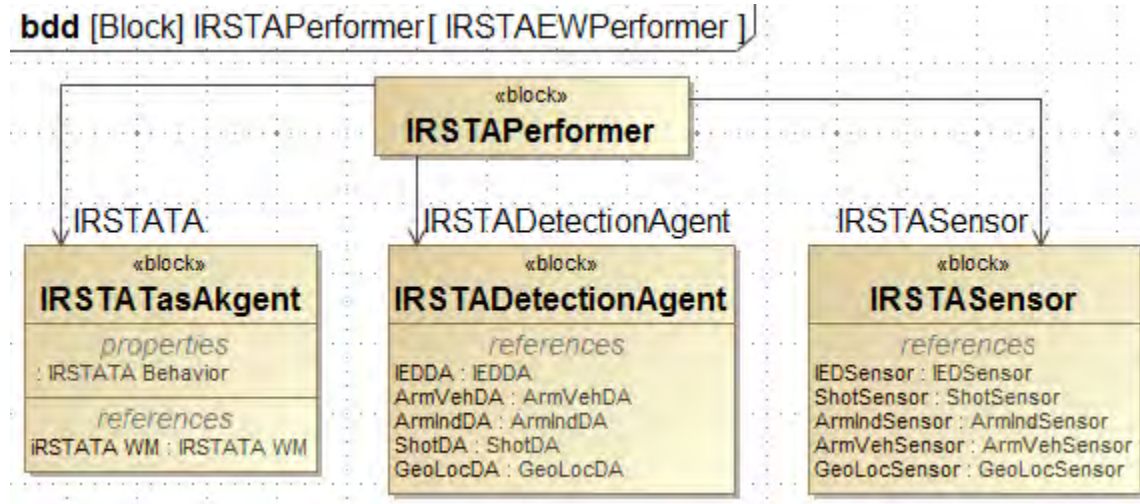 bdd [Block] IRSTAPerformer[ IRSTAEWPerformer ]
«block»
IRSTAPerformer
IRSTATA
IRSTADetectionAgent
IRSTASensor
«block»
IRSTATasAkgent
properties
: IRSTATA Behavior
references
iRSTATA WM : IRSTATA WM
«block»
IRSTADetectionAgent
references
IEDDA : IEDDA
ArmVehDA : ArmVehDA
ArmIndDA : ArmIndDA
ShotDA : ShotDA
GeoLocDA : GeoLocDA
«block»
IRSTASensor
references
IEDSensor : IEDSensor
ShotSensor : ShotSensor
ArmIndSensor : ArmIndSensor
ArmVehSensor : ArmVehSensor
GeoLocSensor : GeoLocSensor